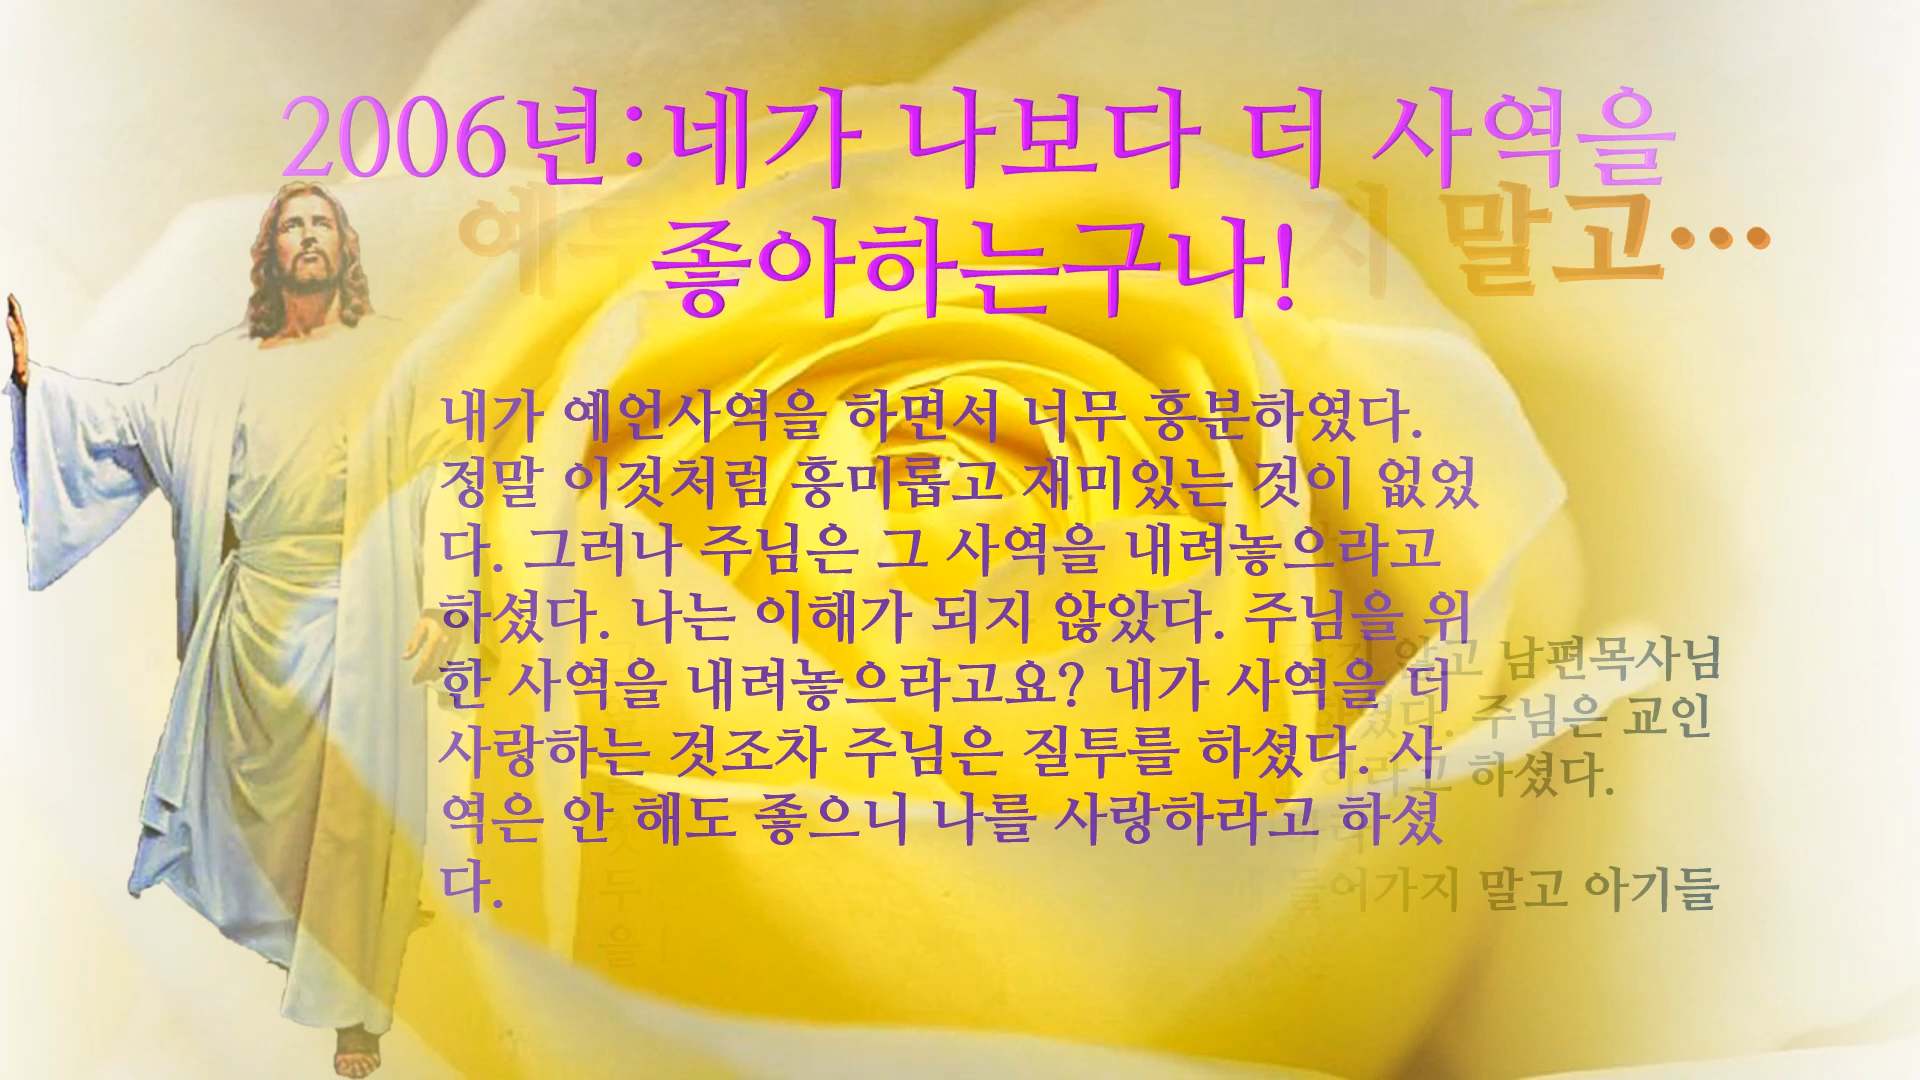 2006년:네가 나보다 더 사역을
좋아하는구나!
말고…
내가 예언사역을 하면서 너무 흥분하였다.
정말 이것처럼 흥미롭고 재미있는 것이 없었
다. 그러나 주님은 그 사역을 내려놓으라고
하셨다. 나는 이해가 되지 않았다. 주님을 위
한 사역을 내려놓으라고요? 내가 사역을 더
사랑하는 것조차 주님은 질투를 하셨다. 사
역은 안 해도 좋으니 나를 사랑하라고 하셨
다.
않고 남편목사님
하였다. 주님은 교인
하라고 하셨다.
들어가지 말고 아기들